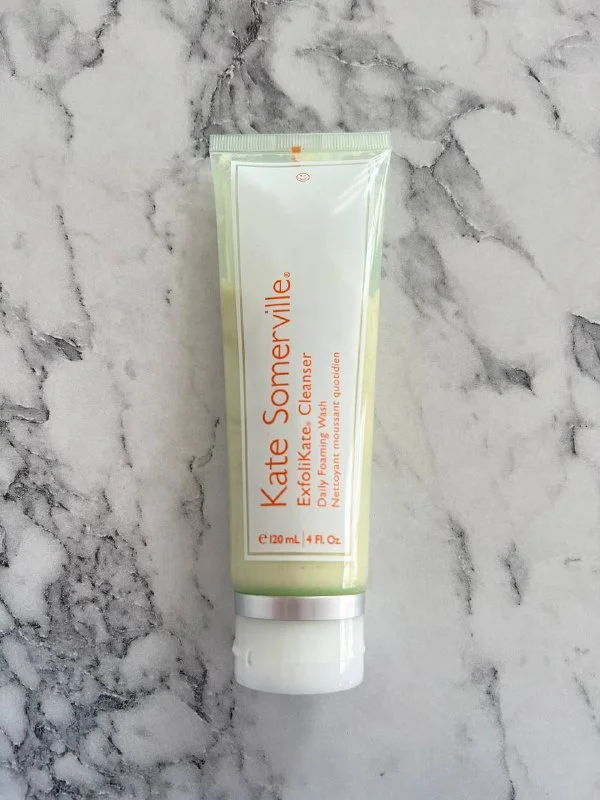 Kate Somerville®
ExfoliKate® Cleanser
Daily Foaming Wash
Nettoyant moussant quotidien
℮ 120 mL | 4 Fl. Oz.